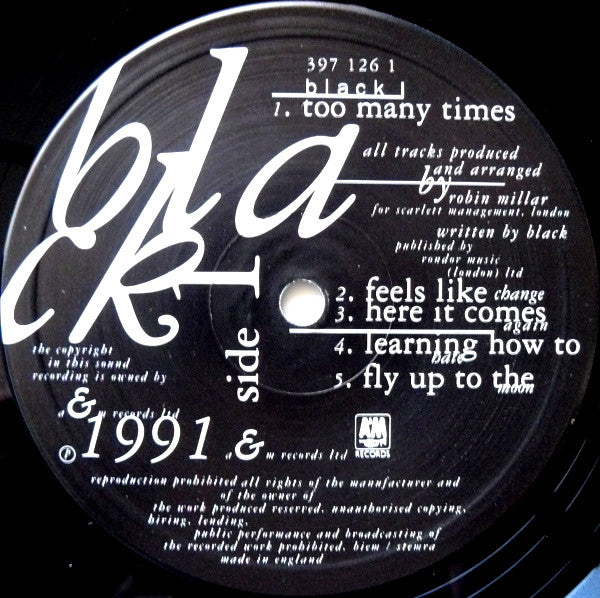 bla
ck
side 1
397 126 1
black
1. too many times
all tracks produced
and arranged
by
robin millar
for scarlett management, london
written by black
published by
rondor music
(london) ltd
2. feels like change
3. here it comes
again
4. learning how to
hate
5. fly up to the
moon
the copyright
in this sound
recording is owned by
a & m records ltd
℗ 1991 a & m records ltd
A&M
RECORDS
reproduction prohibited all rights of the manufacturer and
of the owner of
the work produced reserved. unauthorised copying,
hiring, lending,
public performance and broadcasting of
the recorded work prohibited. biem / stemra
made in england